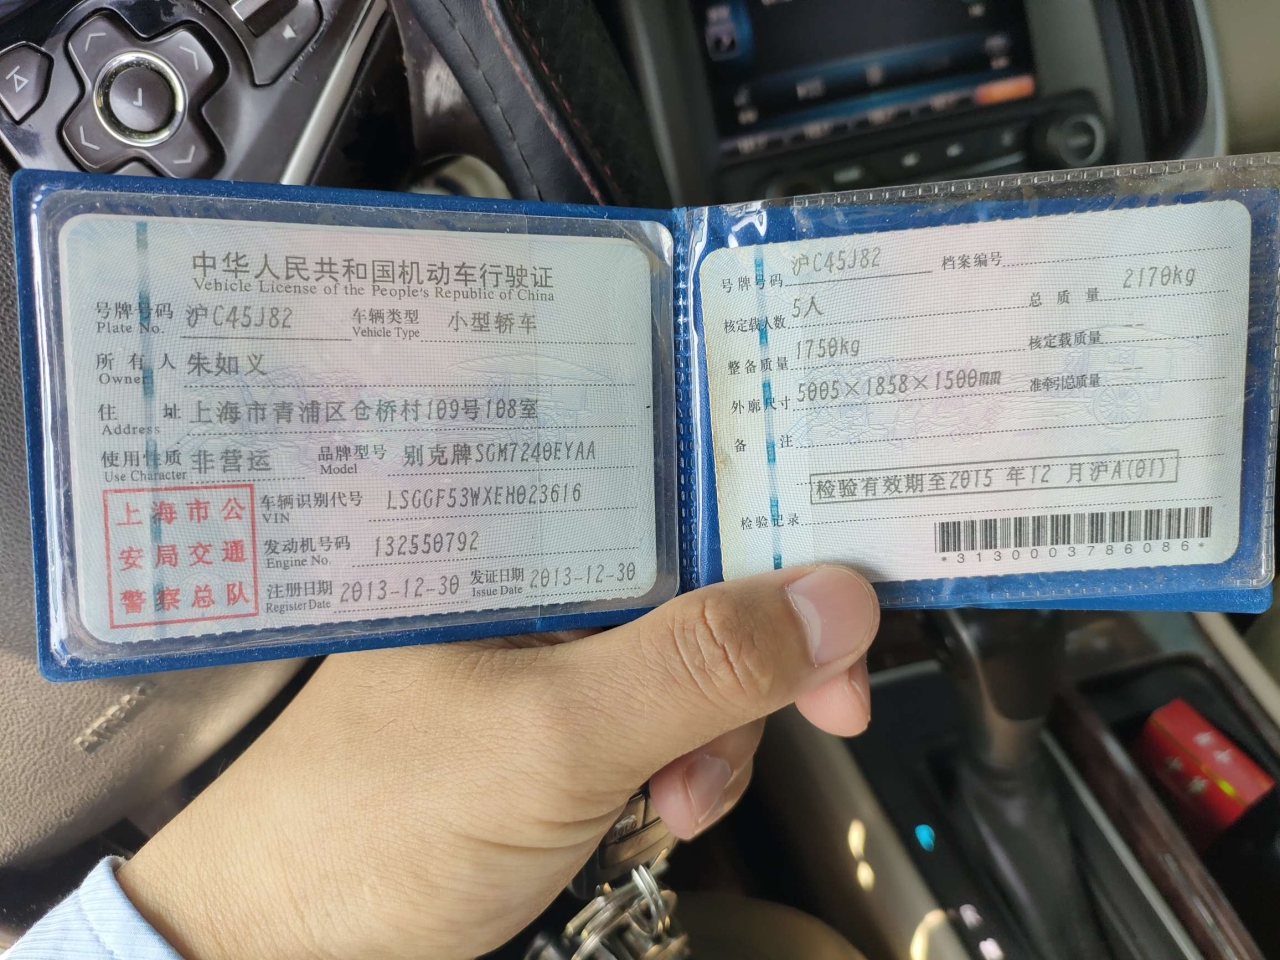 中华人民共和国机动车行驶证
Vehicle License of the People's Republic of China
号牌号码 沪C45J82 车辆类型 小型轿车
Plate No. Vehicle Type
所有人 朱如义
Owner
住址 上海市青浦区仓桥村109号108室
Address
使用性质 非营运 品牌型号 别克牌SGM7240EYAA
Use Character Model
上海市公
安局交通
警察总队
车辆识别代号 LSGGF53WXEH023616
VIN
发动机号码 132550792
Engine No.
注册日期 2013-12-30 发证日期 2013-12-30
Register Date Issue Date
号牌号码 沪C45J82 档案编号
核定载人数 5人 总质量 2170kg
整备质量 1750kg 核定载质量 --
外廓尺寸 5005×1858×1500mm 准牵引总质量 --
备注
检验有效期至2015年12月沪A(01)
检验记录
*3130003786086*